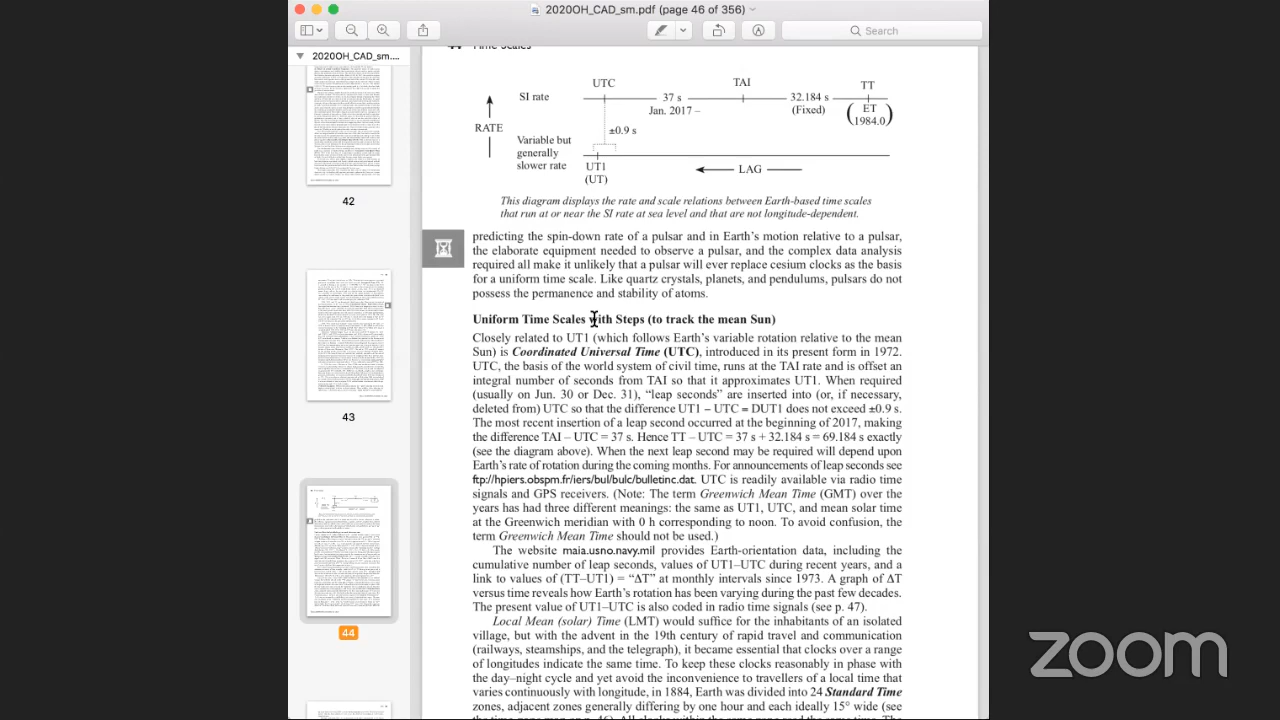 2020OH_CAD_sm.pdf (page 46 of 356)
Search
2020OH_CAD_sm....
42
43
44
44 Time Scales
UTC TAI TT
SI rate 37 s 32.184 s
Jan. 2017 – (Fixed) ET
1984.0
RATE
Variable but
generally
slower rate
UT1
(UT)
LAG
This diagram displays the rate and scale relations between Earth-based time scales
that run at or near the SI rate at sea level and that are not longitude-dependent.
predicting the spin-down rate of a pulsar and in Earth's motion relative to a pulsar,
the elaborate equipment needed to observe a pulsar, and the complex data analysis
required all make it unlikely that a pulsar will ever replace cesium clocks as the basis
for a uniform time scale. Like quartz crystals, planets, and pendulums, pulsars do not
possess the permanence and stability of atoms.
Uniform Time Scales with Steps to track the mean Sun
Closely related to UT1 (which follows Earth's variable rotation relative to the mean
Sun) is Coordinated Universal Time (UTC), introduced in its present form in 1972.
UTC, the basis of the world system of civil time, runs at the SI rate and is offset an
integral number of seconds from TAI so that it approximates UT1. When required
(usually on Jun. 30 or Dec. 31), “leap seconds” are inserted into (or, if necessary,
deleted from) UTC so that the difference UT1 – UTC = DUT1 does not exceed ±0.9 s.
The most recent insertion of a leap second occurred at the beginning of 2017, making
the difference TAI – UTC = 37 s. Hence TT – UTC = 37 s + 32.184 s = 69.184 s exactly
(see the diagram above). When the next leap second may be required will depend upon
Earth's rate of rotation during the coming months. For announcements of leap seconds see
ftp://hpiers.obspm.fr/iers/bul/bulc/bulletinc.dat. UTC is readily available via radio time
signals and GPS receivers. (Note: The term Greenwich Mean Time (GMT) over the
years has had three different meanings: the same as UT1, UTC, and mean solar time
at the Greenwich meridian with 0 h corresponding to noon. To avoid confusion, the
term Greenwich Mean Time should not be used.)
The website maia.usno.navy.mil provides Earth-orientation data, including the
cumulative number of leap seconds, values of UT1–UTC for recent years, and a
link to values of (TT–UT1), known as ΔT, at regular intervals since 1973. A graph of ΔT
versus time reveals how Earth's rotation has been varying over the past few decades.
The present value of UT1–UTC is also coded in radio time signals (see p. 47).
Local Mean (solar) Time (LMT) would suffice for the inhabitants of an isolated
village, but with the advent in the 19th century of rapid travel and communication
(railways, steamships, and the telegraph), it became essential that clocks over a range
of longitudes indicate the same time. To keep these clocks reasonably in phase with
the day–night cycle and yet avoid the inconvenience to travellers of a local time that
varies continuously with longitude, in 1884, Earth was divided into 24 Standard Time
zones, adjacent zones generally differing by one hour and each ideally 15° wide (see
zoom